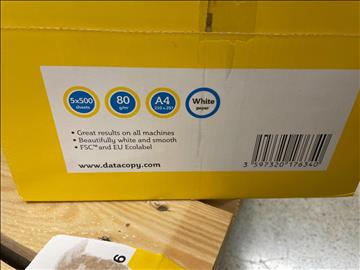 5x500
sheets
80
g/m²
A4
210 x 297
White
paper
• Great results on all machines
• Beautifully white and smooth
• FSC™ and EU Ecolabel
www.datacopy.com
3 597320 176340 >
6